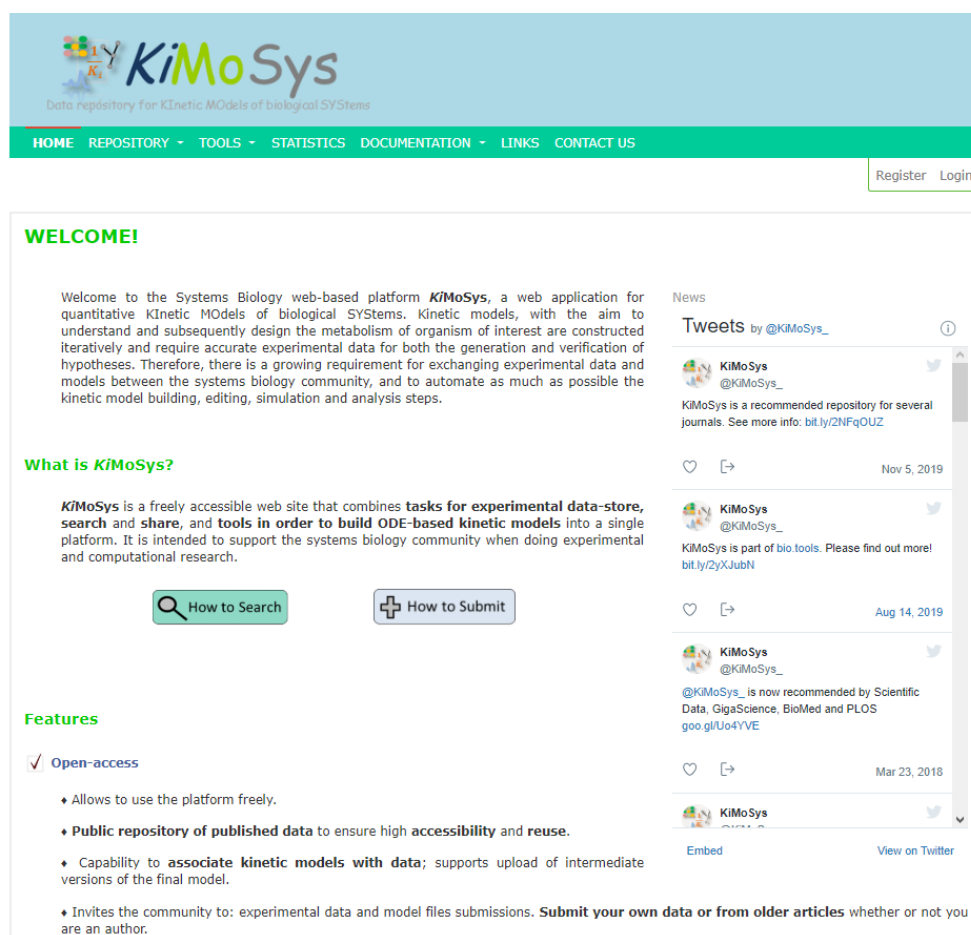 KiMoSys
Data repository for KInetic MOdels of biological SYStems
HOME REPOSITORY TOOLS STATISTICS DOCUMENTATION LINKS CONTACT US
Register Login
WELCOME!
Welcome to the Systems Biology web-based platform KiMoSys, a web application for
quantitative KInetic MOdels of biological SYStems. Kinetic models, with the aim to
understand and subsequently design the metabolism of organism of interest are constructed
iteratively and require accurate experimental data for both the generation and verification of
hypotheses. Therefore, there is a growing requirement for exchanging experimental data and
models between the systems biology community, and to automate as much as possible the
kinetic model building, editing, simulation and analysis steps.
What is KiMoSys?
KiMoSys is a freely accessible web site that combines tasks for experimental data-store,
search and share, and tools in order to build ODE-based kinetic models into a single
platform. It is intended to support the systems biology community when doing experimental
and computational research.
How to Search
How to Submit
News
Tweets by @KiMoSys_
KiMoSys
@KiMoSys_
KiMoSys is a recommended repository for several
journals. See more info: bit.ly/2NFqOUZ
Nov 5, 2019
KiMoSys
@KiMoSys_
KiMoSys is part of bio.tools. Please find out more!
bit.ly/2yXJubN
Aug 14, 2019
KiMoSys
@KiMoSys_
@KiMoSys_ is now recommended by Scientific
Data, GigaScience, BioMed and PLOS
goo.gl/Uo4YVE
Mar 23, 2018
KiMoSys
Embed View on Twitter
Features
Open-access
♦ Allows to use the platform freely.
♦ Public repository of published data to ensure high accessibility and reuse.
♦ Capability to associate kinetic models with data; supports upload of intermediate
versions of the final model.
♦ Invites the community to: experimental data and model files submissions. Submit your own data or from older articles whether or not you
are an author.